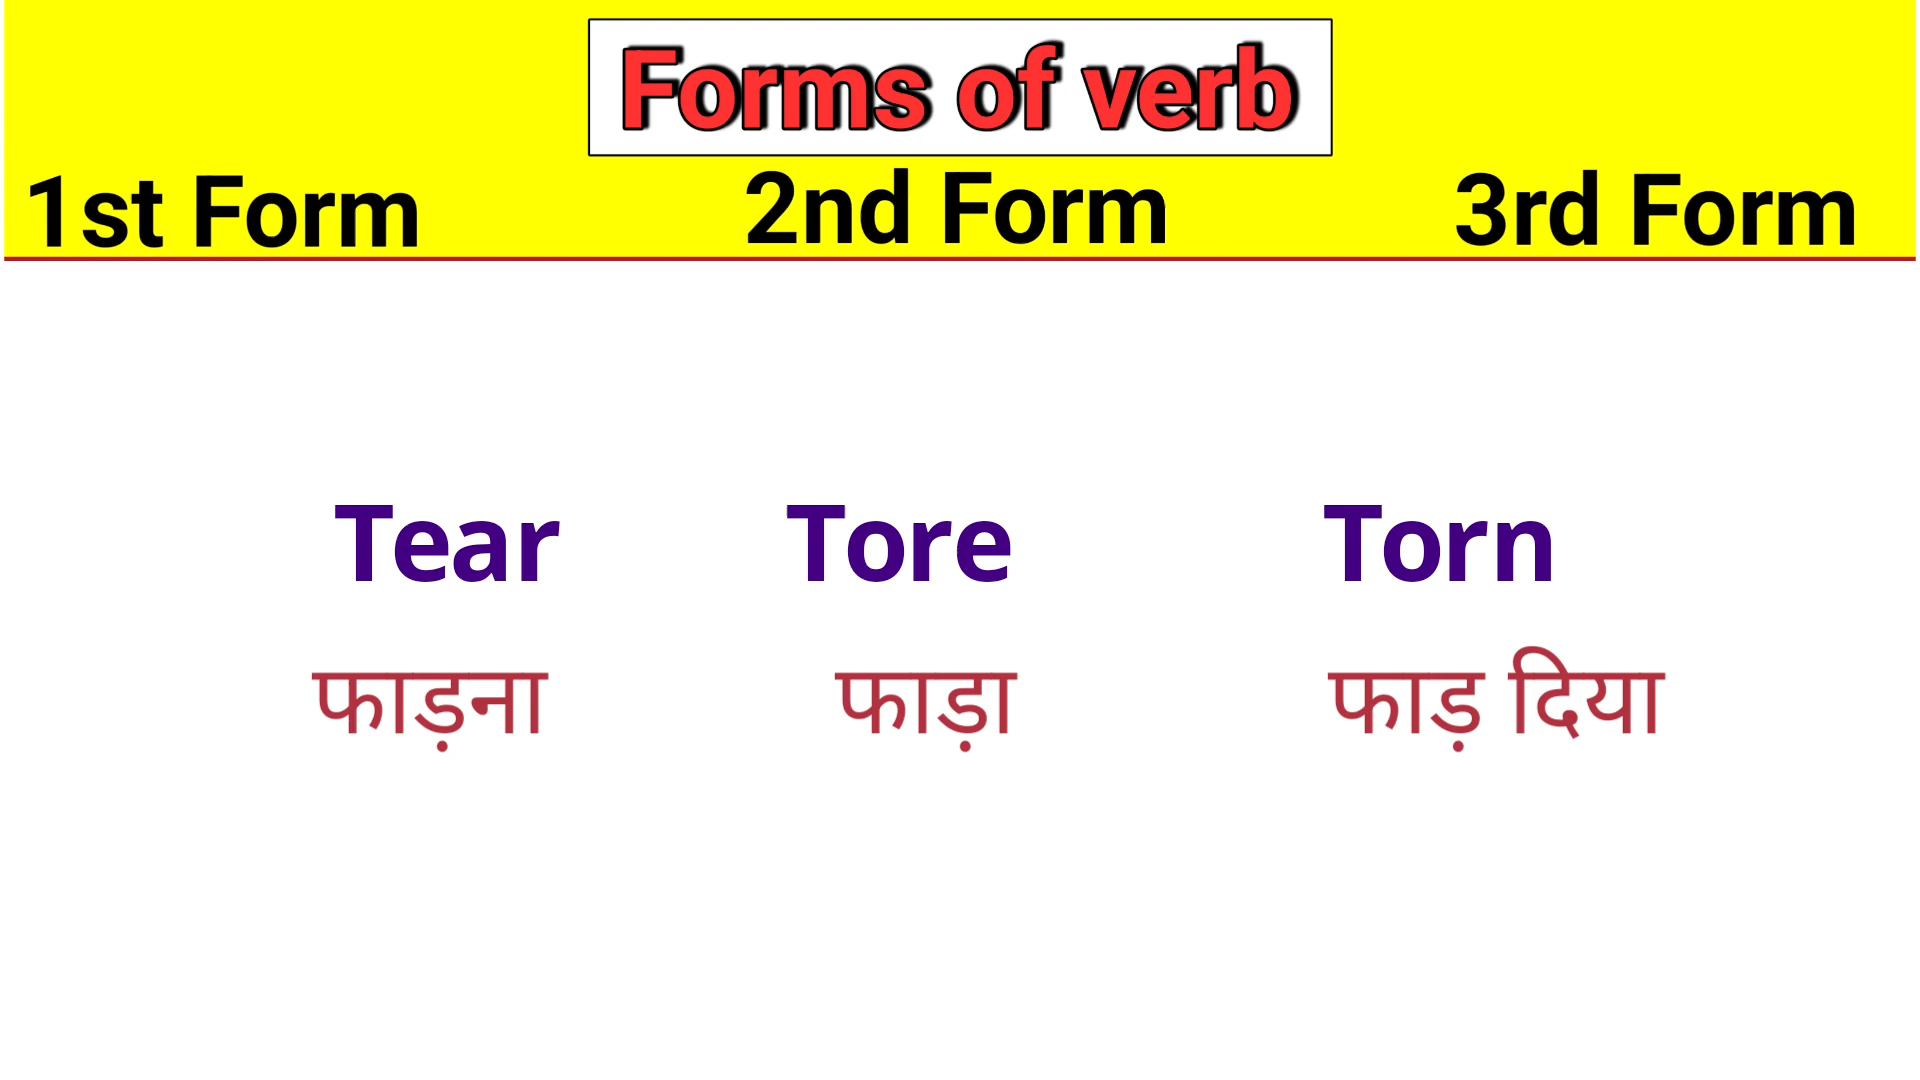 Forms of verb
1st Form 2nd Form 3rd Form
Tear Tore Torn
फाड़ना फाड़ा फाड़ दिया